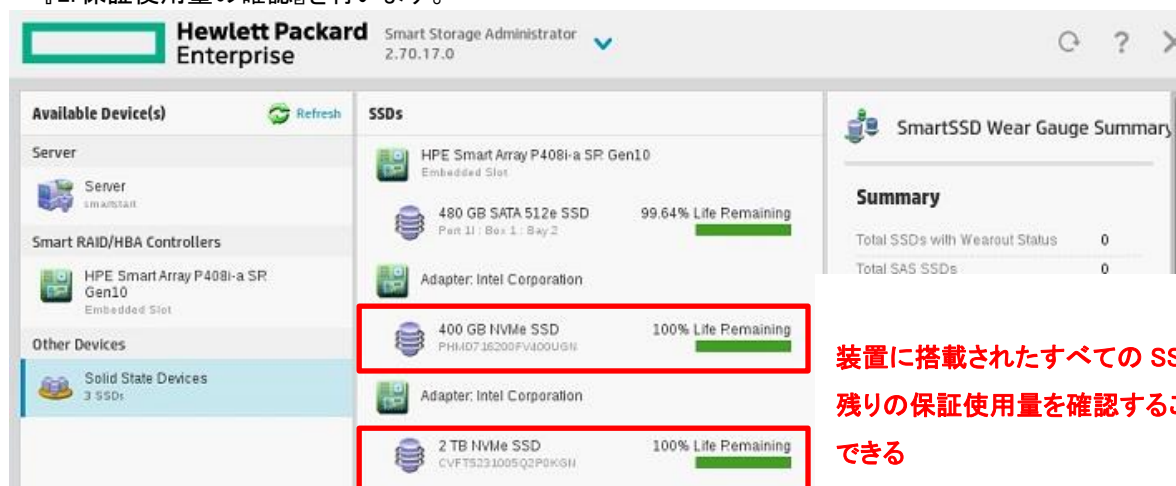 Hewlett Packard
Enterprise
Smart Storage Administrator
2.70.17.0
Available Device(s)
Refresh
Server
Server
smartstart
Smart RAID/HBA Controllers
HPE Smart Array P408i-a SR
Gen10
Embedded Slot
Other Devices
Solid State Devices
3 SSDs
SSDs
HPE Smart Array P408i-a SR Gen10
Embedded Slot
480 GB SATA 512e SSD
99.64% Life Remaining
Port 1I : Box 1 : Bay 2
Adapter: Intel Corporation
400 GB NVMe SSD
100% Life Remaining
Adapter: Intel Corporation
2 TB NVMe SSD
100% Life Remaining
SmartSSD Wear Gauge Summary
Summary
Total SSDs with Wearout Status 0
Total SAS SSDs 0
装置に搭載されたすべての SS
残りの保証使用量を確認するこ
できる